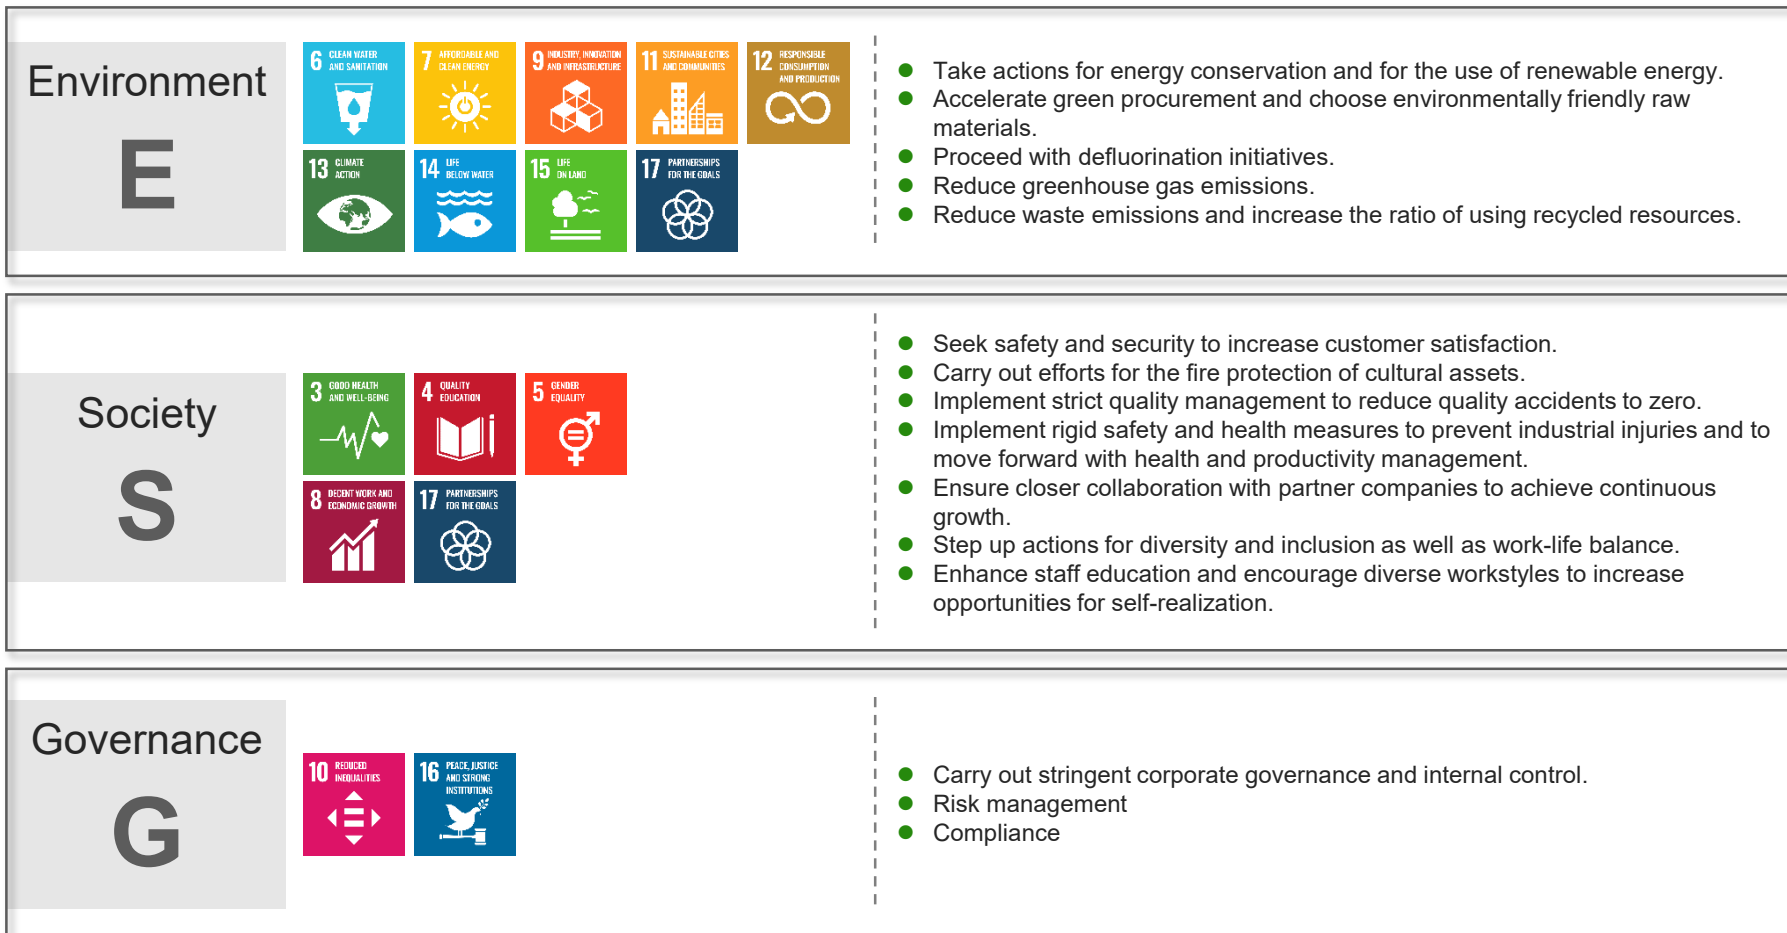 Environment
E
6 CLEAN WATER
AND SANITATION
7 AFFORDABLE AND
CLEAN ENERGY
9 INDUSTRY, INNOVATION
AND INFRASTRUCTURE
11 SUSTAINABLE CITIES
AND COMMUNITIES
12 RESPONSIBLE
CONSUMPTION
AND PRODUCTION
13 CLIMATE
ACTION
14 LIFE
BELOW WATER
15 LIFE
ON LAND
17 PARTNERSHIPS
FOR THE GOALS
Take actions for energy conservation and for the use of renewable energy.
Accelerate green procurement and choose environmentally friendly raw
materials.
Proceed with defluorination initiatives.
Reduce greenhouse gas emissions.
Reduce waste emissions and increase the ratio of using recycled resources.
Society
S
3 GOOD HEALTH
AND WELL-BEING
4 QUALITY
EDUCATION
5 GENDER
EQUALITY
8 DECENT WORK AND
ECONOMIC GROWTH
17 PARTNERSHIPS
FOR THE GOALS
Seek safety and security to increase customer satisfaction.
Carry out efforts for the fire protection of cultural assets.
Implement strict quality management to reduce quality accidents to zero.
Implement rigid safety and health measures to prevent industrial injuries and to
move forward with health and productivity management.
Ensure closer collaboration with partner companies to achieve continuous
growth.
Step up actions for diversity and inclusion as well as work-life balance.
Enhance staff education and encourage diverse workstyles to increase
opportunities for self-realization.
Governance
G
10 REDUCED
INEQUALITIES
16 PEACE, JUSTICE
AND STRONG
INSTITUTIONS
Carry out stringent corporate governance and internal control.
Risk management
Compliance